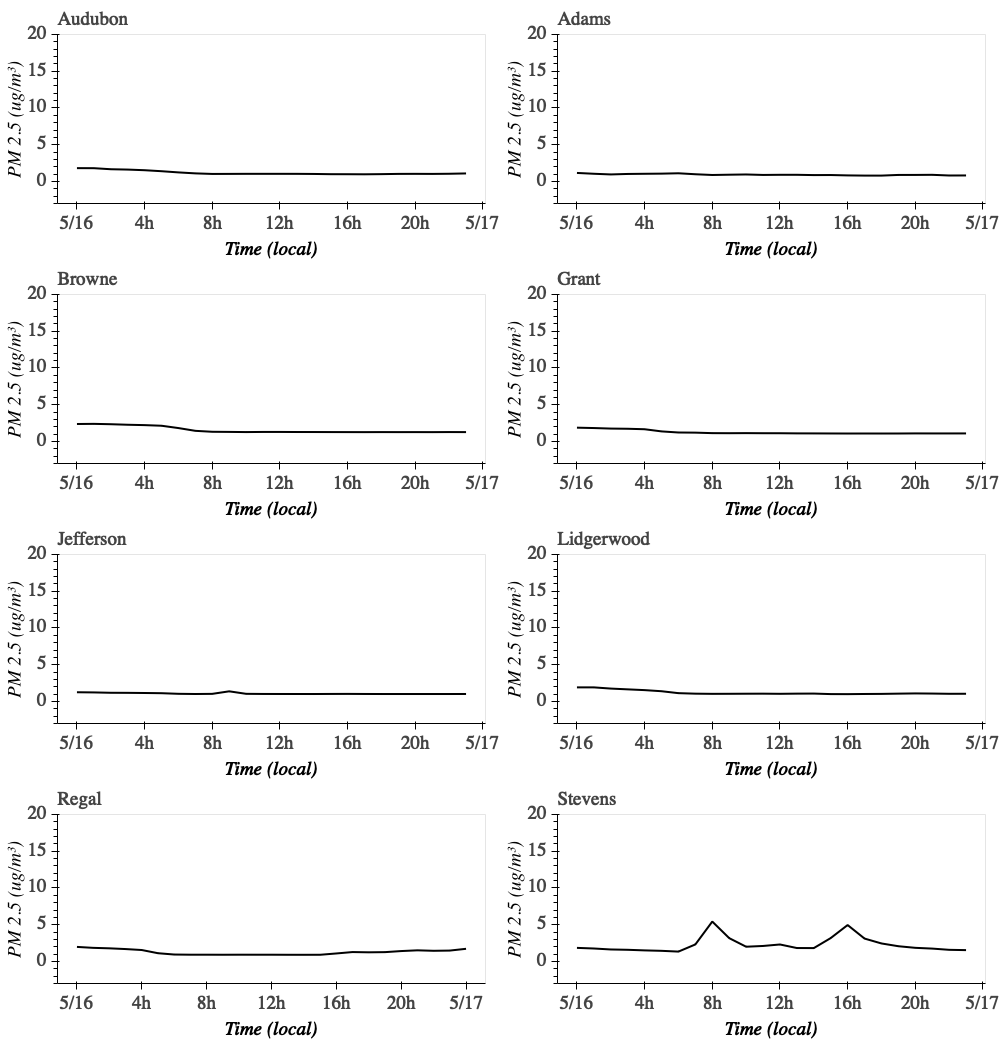 Audubon
20
15
10
5
0
PM 2.5 (ug/m³)
5/16 4h 8h 12h 16h 20h 5/17
Time (local)
Adams
20
15
10
5
0
PM 2.5 (ug/m³)
5/16 4h 8h 12h 16h 20h 5/17
Time (local)
Browne
20
15
10
5
0
PM 2.5 (ug/m³)
5/16 4h 8h 12h 16h 20h 5/17
Time (local)
Grant
20
15
10
5
0
PM 2.5 (ug/m³)
5/16 4h 8h 12h 16h 20h 5/17
Time (local)
Jefferson
20
15
10
5
0
PM 2.5 (ug/m³)
5/16 4h 8h 12h 16h 20h 5/17
Time (local)
Lidgerwood
20
15
10
5
0
PM 2.5 (ug/m³)
5/16 4h 8h 12h 16h 20h 5/17
Time (local)
Regal
20
15
10
5
0
PM 2.5 (ug/m³)
5/16 4h 8h 12h 16h 20h 5/17
Time (local)
Stevens
20
15
10
5
0
PM 2.5 (ug/m³)
5/16 4h 8h 12h 16h 20h 5/17
Time (local)